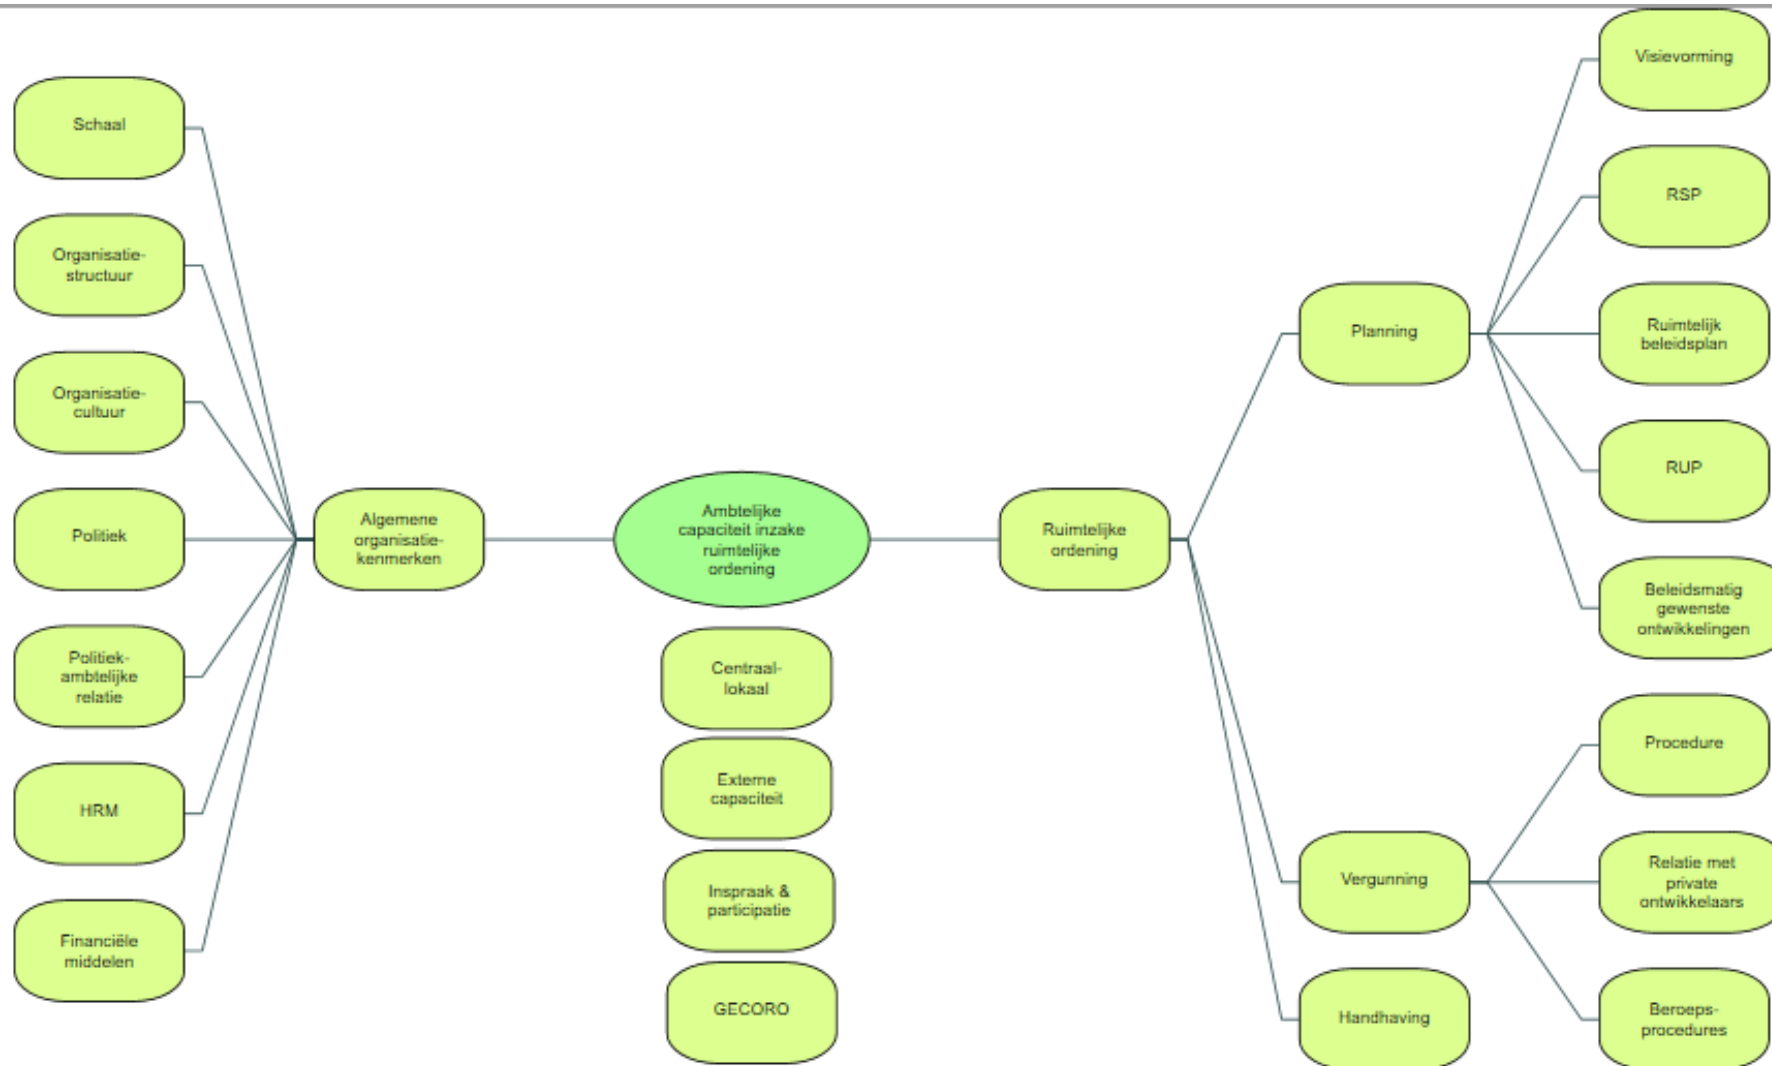 Schaal
Organisatie-
structuur
Organisatie-
cultuur
Politiek
Politiek-
ambtelijke
relatie
HRM
Financiële
middelen
Algemene
organisatie-
kenmerken
Ambtelijke
capaciteit inzake
ruimtelijke
ordening
Centraal-
lokaal
Externe
capaciteit
Inspraak &
participatie
GECORO
Ruimtelijke
ordening
Planning
Vergunning
Handhaving
Visievorming
RSP
Ruimtelijk
beleidsplan
RUP
Beleidsmatig
gewenste
ontwikkelingen
Procedure
Relatie met
private
ontwikkelaars
Beroeps-
procedures